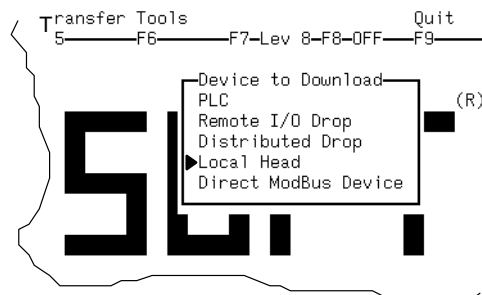 Transfer Tools Quit
5 F6 F7-Lev 8-F8-OFF F9
Device to Download
PLC
(R)
Remote I/O Drop
Distributed Drop
Local Head
Direct ModBus Device